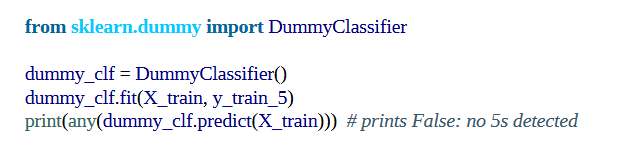 from sklearn.dummy import DummyClassifier
dummy_clf = DummyClassifier()
dummy_clf.fit(X_train, y_train_5)
print(any(dummy_clf.predict(X_train))) # prints False: no 5s detected